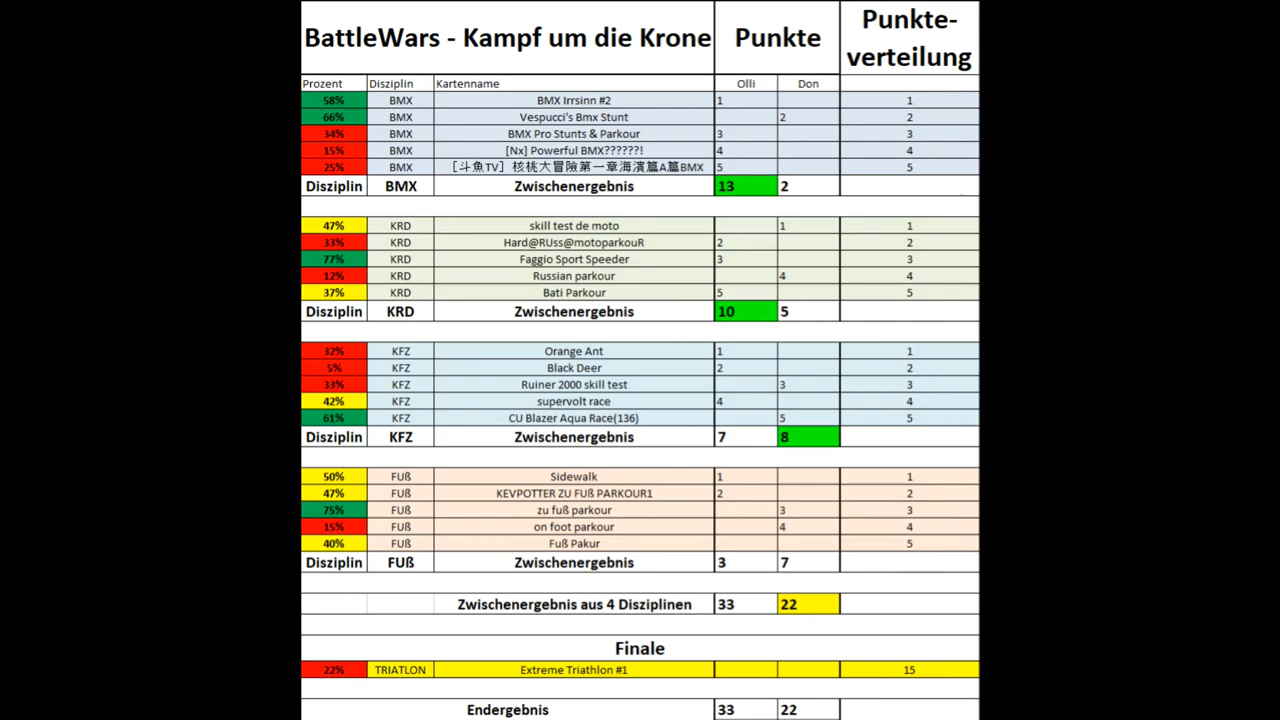 BattleWars - Kampf um die Krone Punkte Punkte-
verteilung
Prozent Disziplin Kartenname Olli Don
58% BMX BMX Irrsinn #2 1 1
66% BMX Vespucci's Bmx Stunt 2 2
34% BMX BMX Pro Stunts & Parkour 3 3
15% BMX [Nx] Powerful BMX??????! 4 4
25% BMX [斗魚TV] 核桃大冒險第一章海濱篇A篇BMX 5 5
Disziplin BMX Zwischenergebnis 13 2
47% KRD skill test de moto 1 1
33% KRD Hard@RUss@motoparkouR 2 2
77% KRD Faggio Sport Speeder 3 3
12% KRD Russian parkour 4 4
37% KRD Bati Parkour 5 5
Disziplin KRD Zwischenergebnis 10 5
32% KFZ Orange Ant 1 1
5% KFZ Black Deer 2 2
33% KFZ Ruiner 2000 skill test 3 3
42% KFZ supervolt race 4 4
61% KFZ CU Blazer Aqua Race(136) 5 5
Disziplin KFZ Zwischenergebnis 7 8
50% FUß Sidewalk 1 1
47% FUß KEVPOTTER ZU FUß PARKOUR1 2 2
75% FUß zu fuß parkour 3 3
15% FUß on foot parkour 4 4
40% FUß Fuß Pakur 5
Disziplin FUß Zwischenergebnis 3 7
Zwischenergebnis aus 4 Disziplinen 33 22
Finale
22% TRIATLON Extreme Triathlon #1 15
Endergebnis 33 22